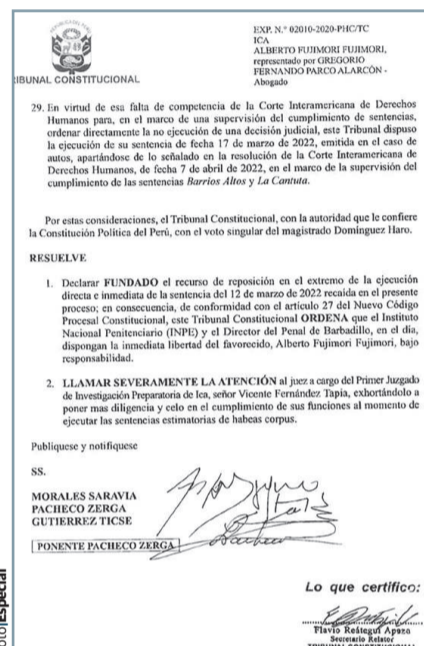 EXP. N.° 02010-2020-PHC/TC
ICA
ALBERTO FUJIMORI FUJIMORI,
representado por GREGORIO
FERNANDO PARCO ALARCÓN -
Abogado
IBUNAL CONSTITUCIONAL
29. En virtud de esa falta de competencia de la Corte Interamericana de Derechos
Humanos para, en el marco de una supervisión del cumplimiento de sentencias,
ordenar directamente la no ejecución de una decisión judicial, este Tribunal dispuso
la ejecución de su sentencia de fecha 17 de marzo de 2022, emitida en el caso de
autos, apartándose de lo señalado en la resolución de la Corte Interamericana de
Derechos Humanos, de fecha 7 de abril de 2022, en el marco de la supervisión del
cumplimiento de las sentencias Barrios Altos y La Cantuta.
Por estas consideraciones, el Tribunal Constitucional, con la autoridad que le confiere
la Constitución Política del Perú, con el voto singular del magistrado Domínguez Haro.
RESUELVE
1. Declarar FUNDADO el recurso de reposición en el extremo de la ejecución
directa e inmediata de la sentencia del 12 de marzo de 2022 recaída en el presente
proceso; en consecuencia, de conformidad con el artículo 27 del Nuevo Código
Procesal Constitucional, este Tribunal Constitucional ORDENA que el Instituto
Nacional Penitenciario (INPE) y el Director del Penal de Barbadillo, en el día,
dispongan la inmediata libertad del favorecido, Alberto Fujimori Fujimori, bajo
responsabilidad.
2. LLAMAR SEVERAMENTE LA ATENCIÓN al juez a cargo del Primer Juzgado
de Investigación Preparatoria de Ica, señor Vicente Fernández Tapia, exhortándolo a
poner mas diligencia y celo en el cumplimiento de sus funciones al momento de
ejecutar las sentencias estimatorias de habeas corpus.
Publíquese y notifíquese
SS.
MORALES SARAVIA
PACHECO ZERGA
GUTIERREZ TICSE
PONENTE PACHECO ZERGA
Lo que certifico:
Flavio Reátegui Apaza
Secretario Relator
TRIBUNAL CONSTITUCIONAL
oto|Especial